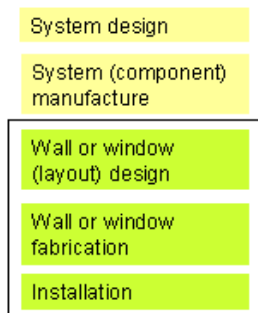 System design
System (component)
manufacture
Wall or window
(layout) design
Wall or window
fabrication
Installation